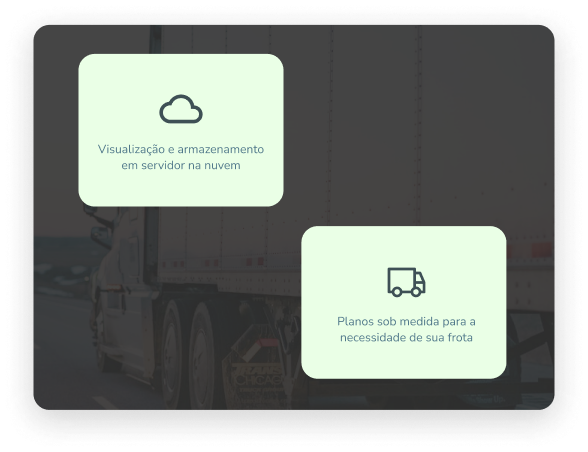 Visualização e armazenamento
em servidor na nuvem
Planos sob medida para a
necessidade de sua frota